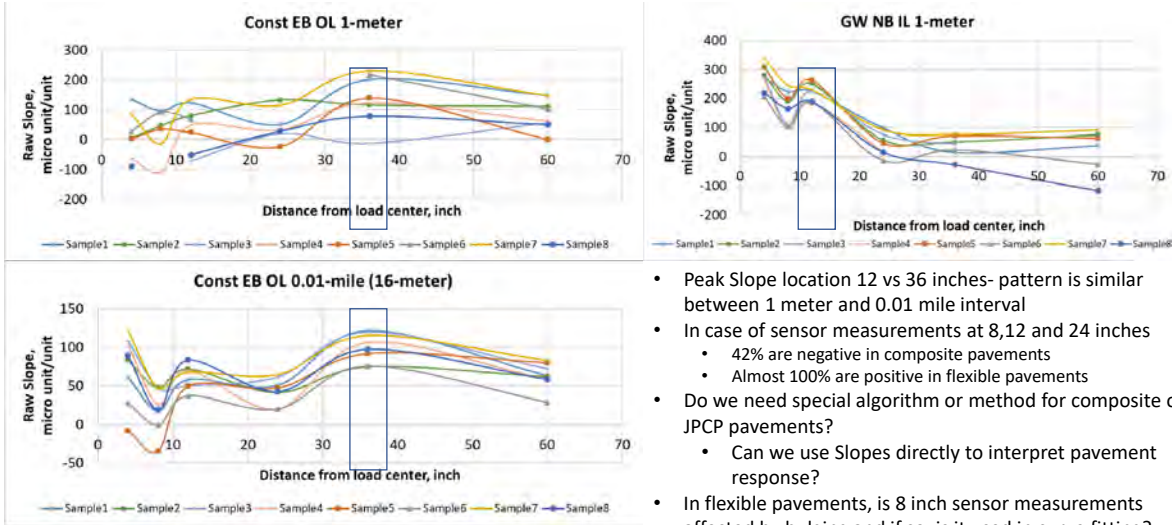 Const EB OL 1-meter
Raw Slope,
micro unit/unit
300
200
100
0
-100
-200
0 10 20 30 40 50 60 70
Distance from load center, inch
Sample1 Sample2 Sample3 Sample4 Sample5 Sample6 Sample7 Sample8
GW NB IL 1-meter
Raw Slope,
micro unit/unit
400
300
200
100
0
-100
200
0 10 20 30 40 50 60 70
Distance from load center, inch
Sample1 Sample2 Sample3 Sample4 Sample5 Sample6 Sample7 Sample8
Const EB OL 0.01-mile (16-meter)
Raw Slope,
micro unit/unit
150
100
50
0
-50
0 10 20 30 40 50 60 70
Distance from load center, inch
Sample1 Sample2 Sample3 Sample4 Sample5 Sample6 Sample7 Sample8
• Peak Slope location 12 vs 36 inches- pattern is similar
between 1 meter and 0.01 mile interval
• In case of sensor measurements at 8,12 and 24 inches
• 42% are negative in composite pavements
• Almost 100% are positive in flexible pavements
• Do we need special algorithm or method for composite
JPCP pavements?
• Can we use Slopes directly to interpret pavement
response?
• In flexible pavements, is 8 inch sensor measurements